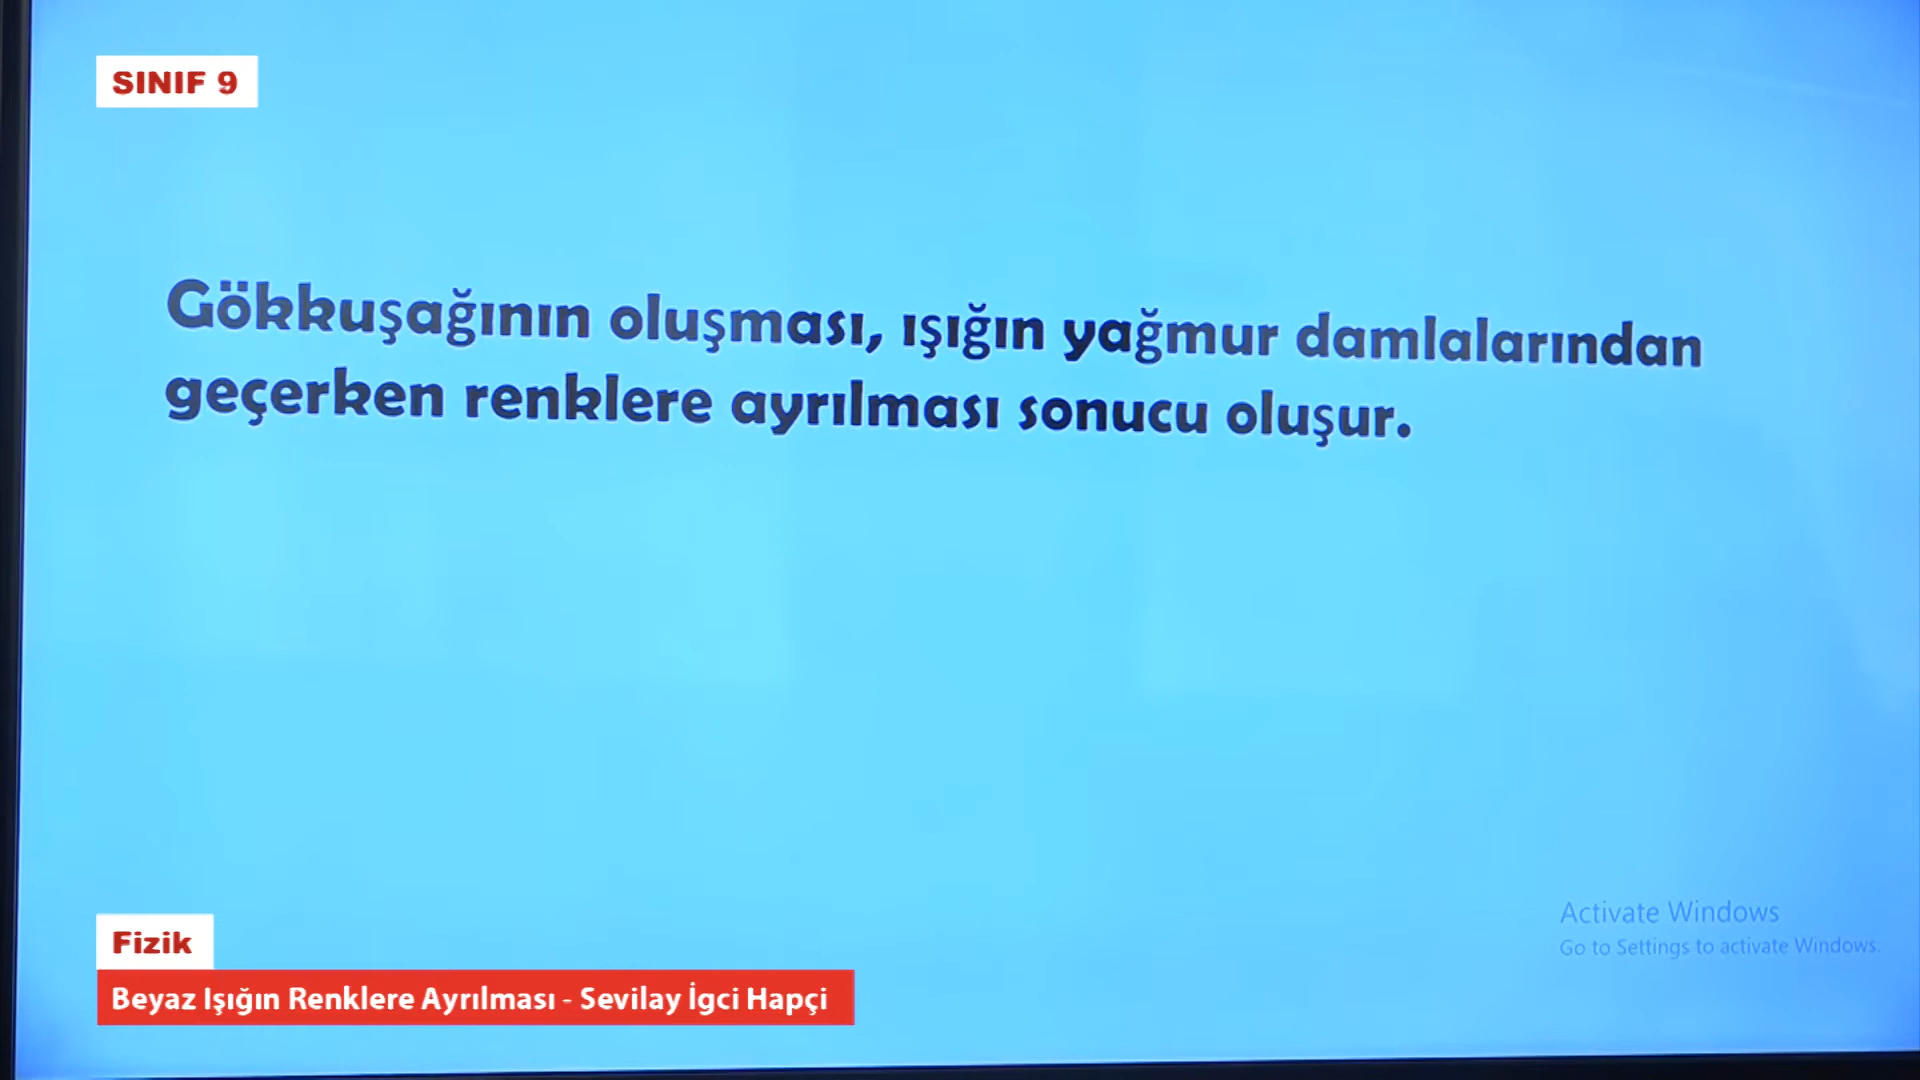 SINIF 9
Gökkuşağının oluşması, ışığın yağmur damlalarından
geçerken renklere ayrılması sonucu oluşur.
Activate Windows
Go to Settings to activate Windows.
Fizik
Beyaz Işığın Renklere Ayrılması - Sevilay İgci Hapçi